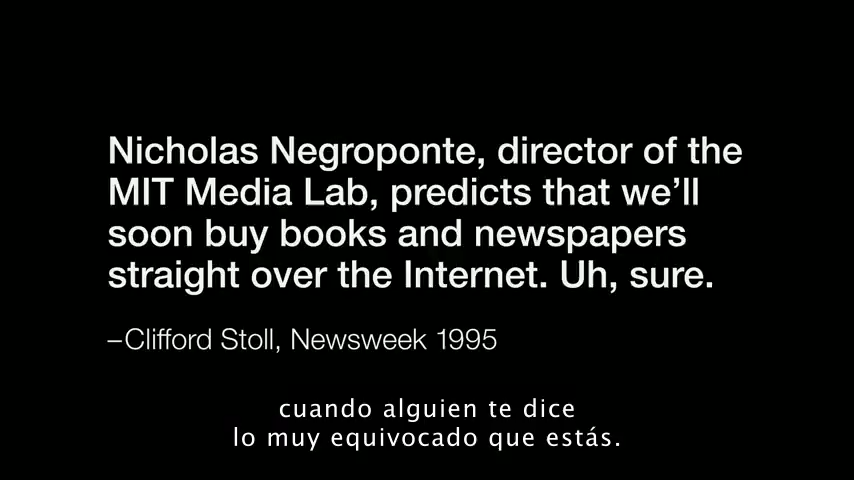 Nicholas Negroponte, director of the
MIT Media Lab, predicts that we’ll
soon buy books and newspapers
straight over the Internet. Uh, sure.
–Clifford Stoll, Newsweek 1995
cuando alguien te dice
lo muy equivocado que estás.